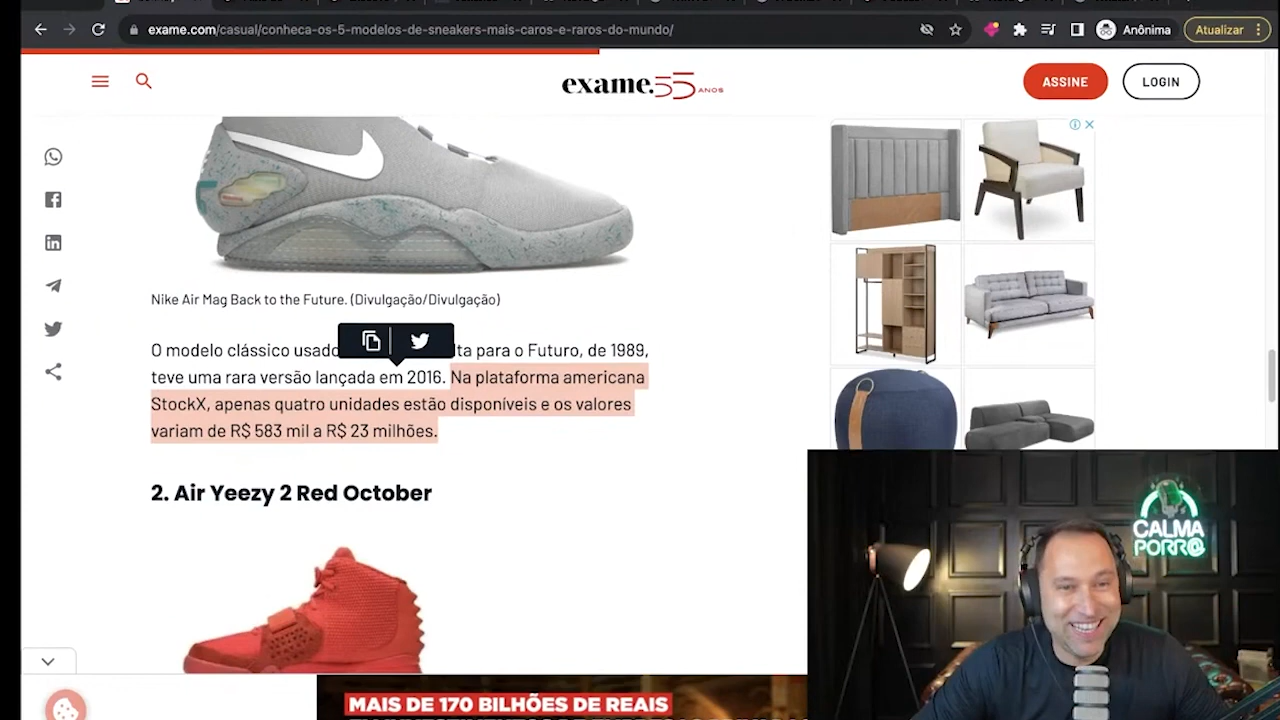 exame.com/casual/conheca-os-5-modelos-de-sneakers-mais-caros-e-raros-do-mundo/
Anônima
Atualizar
exame.55 ANOS
ASSINE
LOGIN
Nike Air Mag Back to the Future. (Divulgação/Divulgação)
O modelo clássico usado ta para o Futuro, de 1989,
teve uma rara versão lançada em 2016. Na plataforma americana
StockX, apenas quatro unidades estão disponíveis e os valores
variam de R$ 583 mil a R$ 23 milhões.
2. Air Yeezy 2 Red October
CALMA
PORR@
MAIS DE 170 BILHÕES DE REAIS